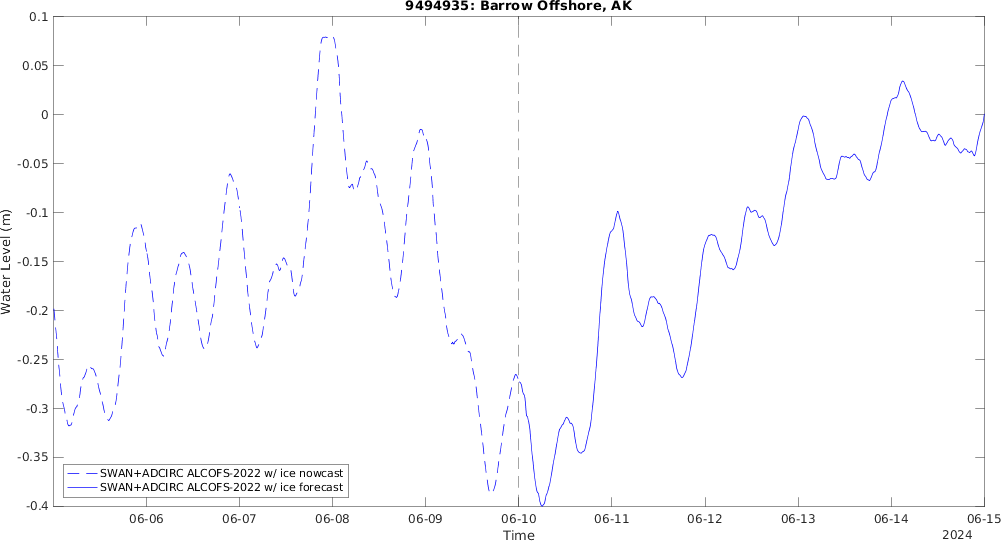 9494935: Barrow Offshore, AK
Water Level (m)
0.1
0.05
0
-0.05
-0.1
-0.15
-0.2
-0.25
-0.3
-0.35
-0.4
SWAN+ADCIRC ALCOFS-2022 w/ ice nowcast
SWAN+ADCIRC ALCOFS-2022 w/ ice forecast
06-06 06-07 06-08 06-09 06-10 06-11 06-12 06-13 06-14 06-15
Time
2024